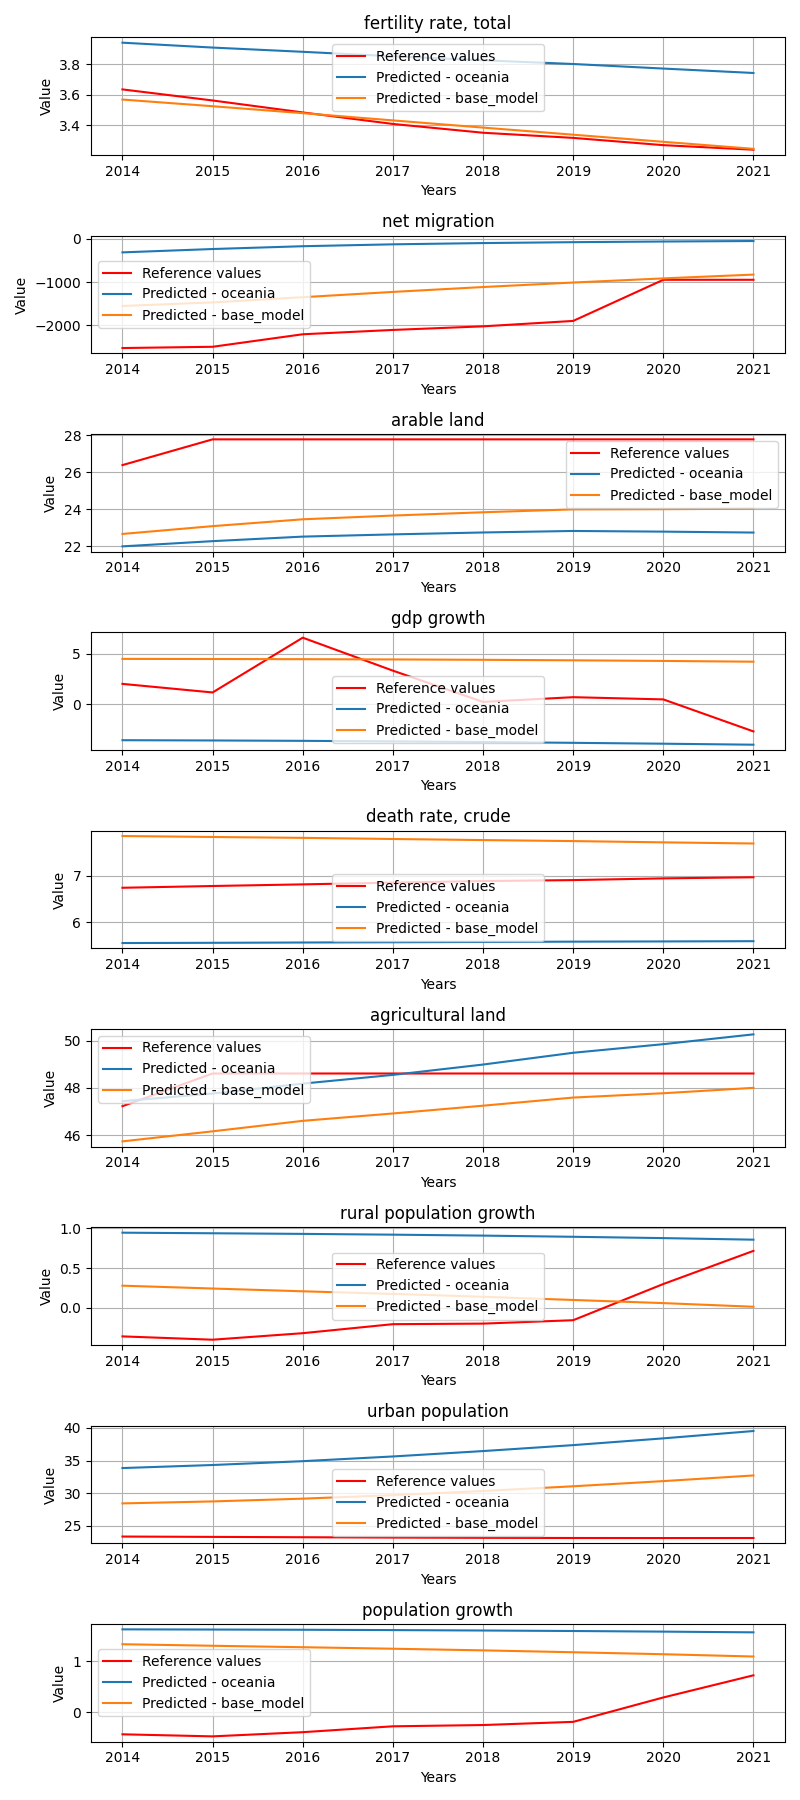 fertility rate, total
Value
3.8
3.6
3.4
Reference values
Predicted - oceania
Predicted - base_model
2014 2015 2016 2017 2018 2019 2020 2021
Years
net migration
Value
0
−1000
−2000
Reference values
Predicted - oceania
Predicted - base_model
2014 2015 2016 2017 2018 2019 2020 2021
Years
arable land
Value
28
26
24
22
Reference values
Predicted - oceania
Predicted - base_model
2014 2015 2016 2017 2018 2019 2020 2021
Years
gdp growth
Value
5
0
Reference values
Predicted - oceania
Predicted - base_model
2014 2015 2016 2017 2018 2019 2020 2021
Years
death rate, crude
Value
7
6
Reference values
Predicted - oceania
Predicted - base_model
2014 2015 2016 2017 2018 2019 2020 2021
Years
agricultural land
Value
50
48
46
Reference values
Predicted - oceania
Predicted - base_model
2014 2015 2016 2017 2018 2019 2020 2021
Years
rural population growth
Value
1.0
0.5
0.0
Reference values
Predicted - oceania
Predicted - base_model
2014 2015 2016 2017 2018 2019 2020 2021
Years
urban population
Value
40
35
30
25
Reference values
Predicted - oceania
Predicted - base_model
2014 2015 2016 2017 2018 2019 2020 2021
Years
population growth
Value
1
0
Reference values
Predicted - oceania
Predicted - base_model
2014 2015 2016 2017 2018 2019 2020 2021
Years